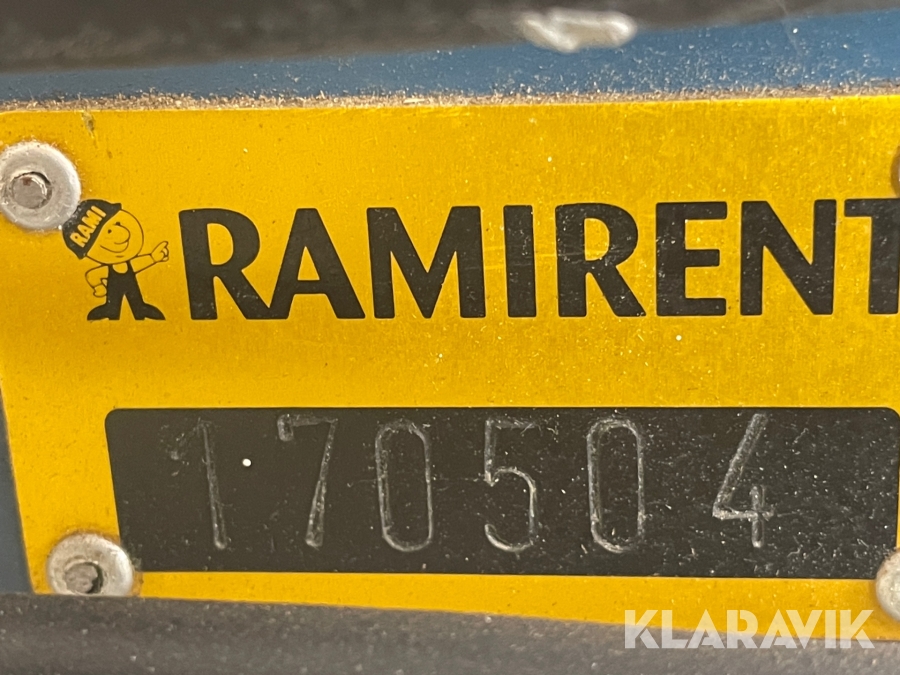 RAMI
RAMIRENT
170504
KLARAVIK